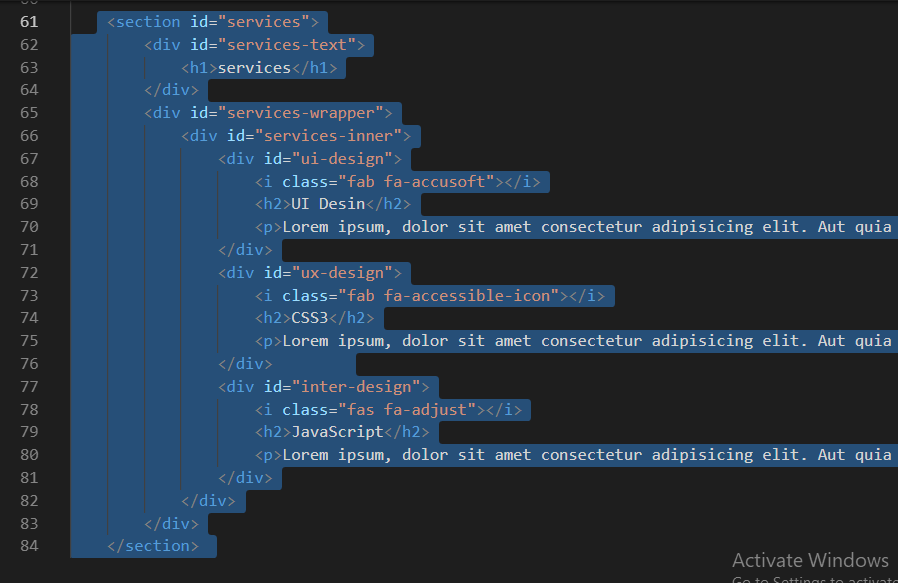 61 <section id="services">
62 <div id="services-text">
63 <h1>services</h1>
64 </div>
65 <div id="services-wrapper">
66 <div id="services-inner">
67 <div id="ui-design">
68 <i class="fab fa-accusoft"></i>
69 <h2>UI Desin</h2>
70 <p>Lorem ipsum, dolor sit amet consectetur adipisicing elit. Aut quia
71 </div>
72 <div id="ux-design">
73 <i class="fab fa-accessible-icon"></i>
74 <h2>CSS3</h2>
75 <p>Lorem ipsum, dolor sit amet consectetur adipisicing elit. Aut quia
76 </div>
77 <div id="inter-design">
78 <i class="fas fa-adjust"></i>
79 <h2>JavaScript</h2>
80 <p>Lorem ipsum, dolor sit amet consectetur adipisicing elit. Aut quia
81 </div>
82 </div>
83 </div>
84 </section>
Activate Windows
Go to Settings to activate